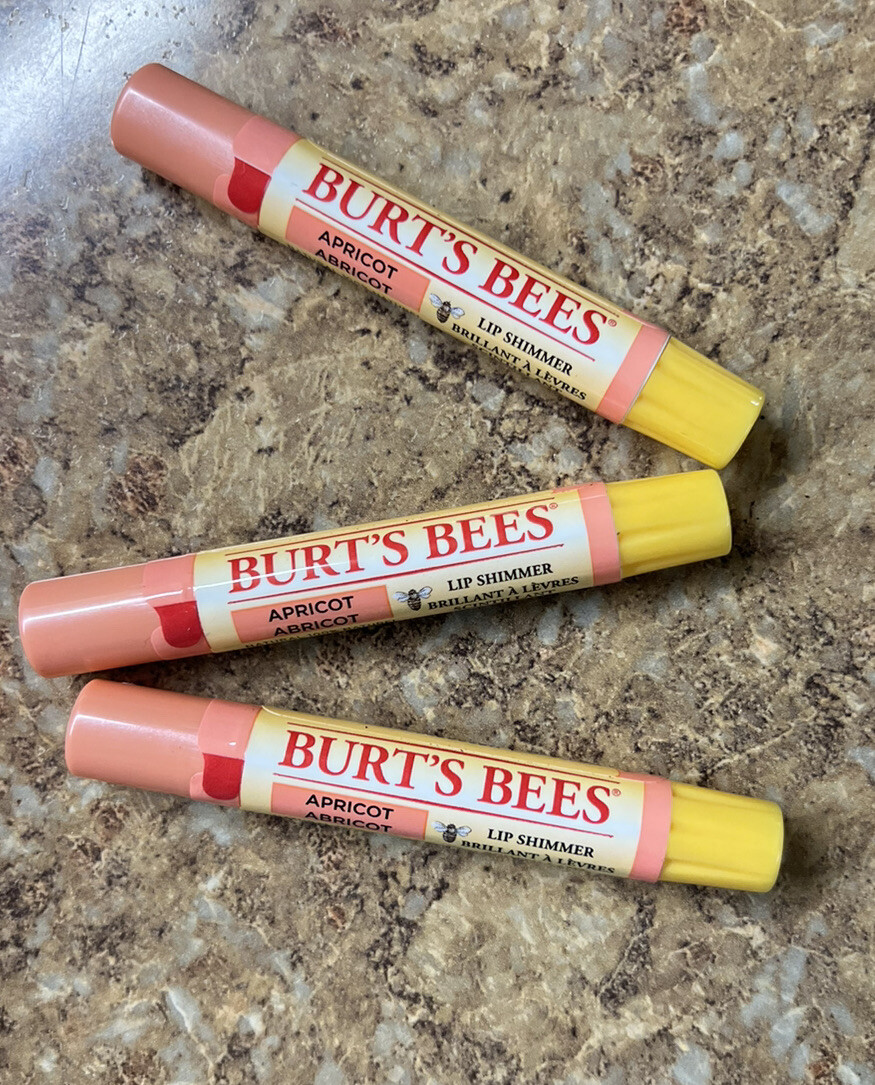 BURT'S BEES®
APRICOT
ABRICOT
LIP SHIMMER
BRILLANT À LÈVRES
BURT'S BEES®
APRICOT
ABRICOT
LIP SHIMMER
BRILLANT À LÈVRES
SCINTILLANT
BURT'S BEES®
APRICOT
ABRICOT
LIP SHIMMER
BRILLANT À LÈVRES